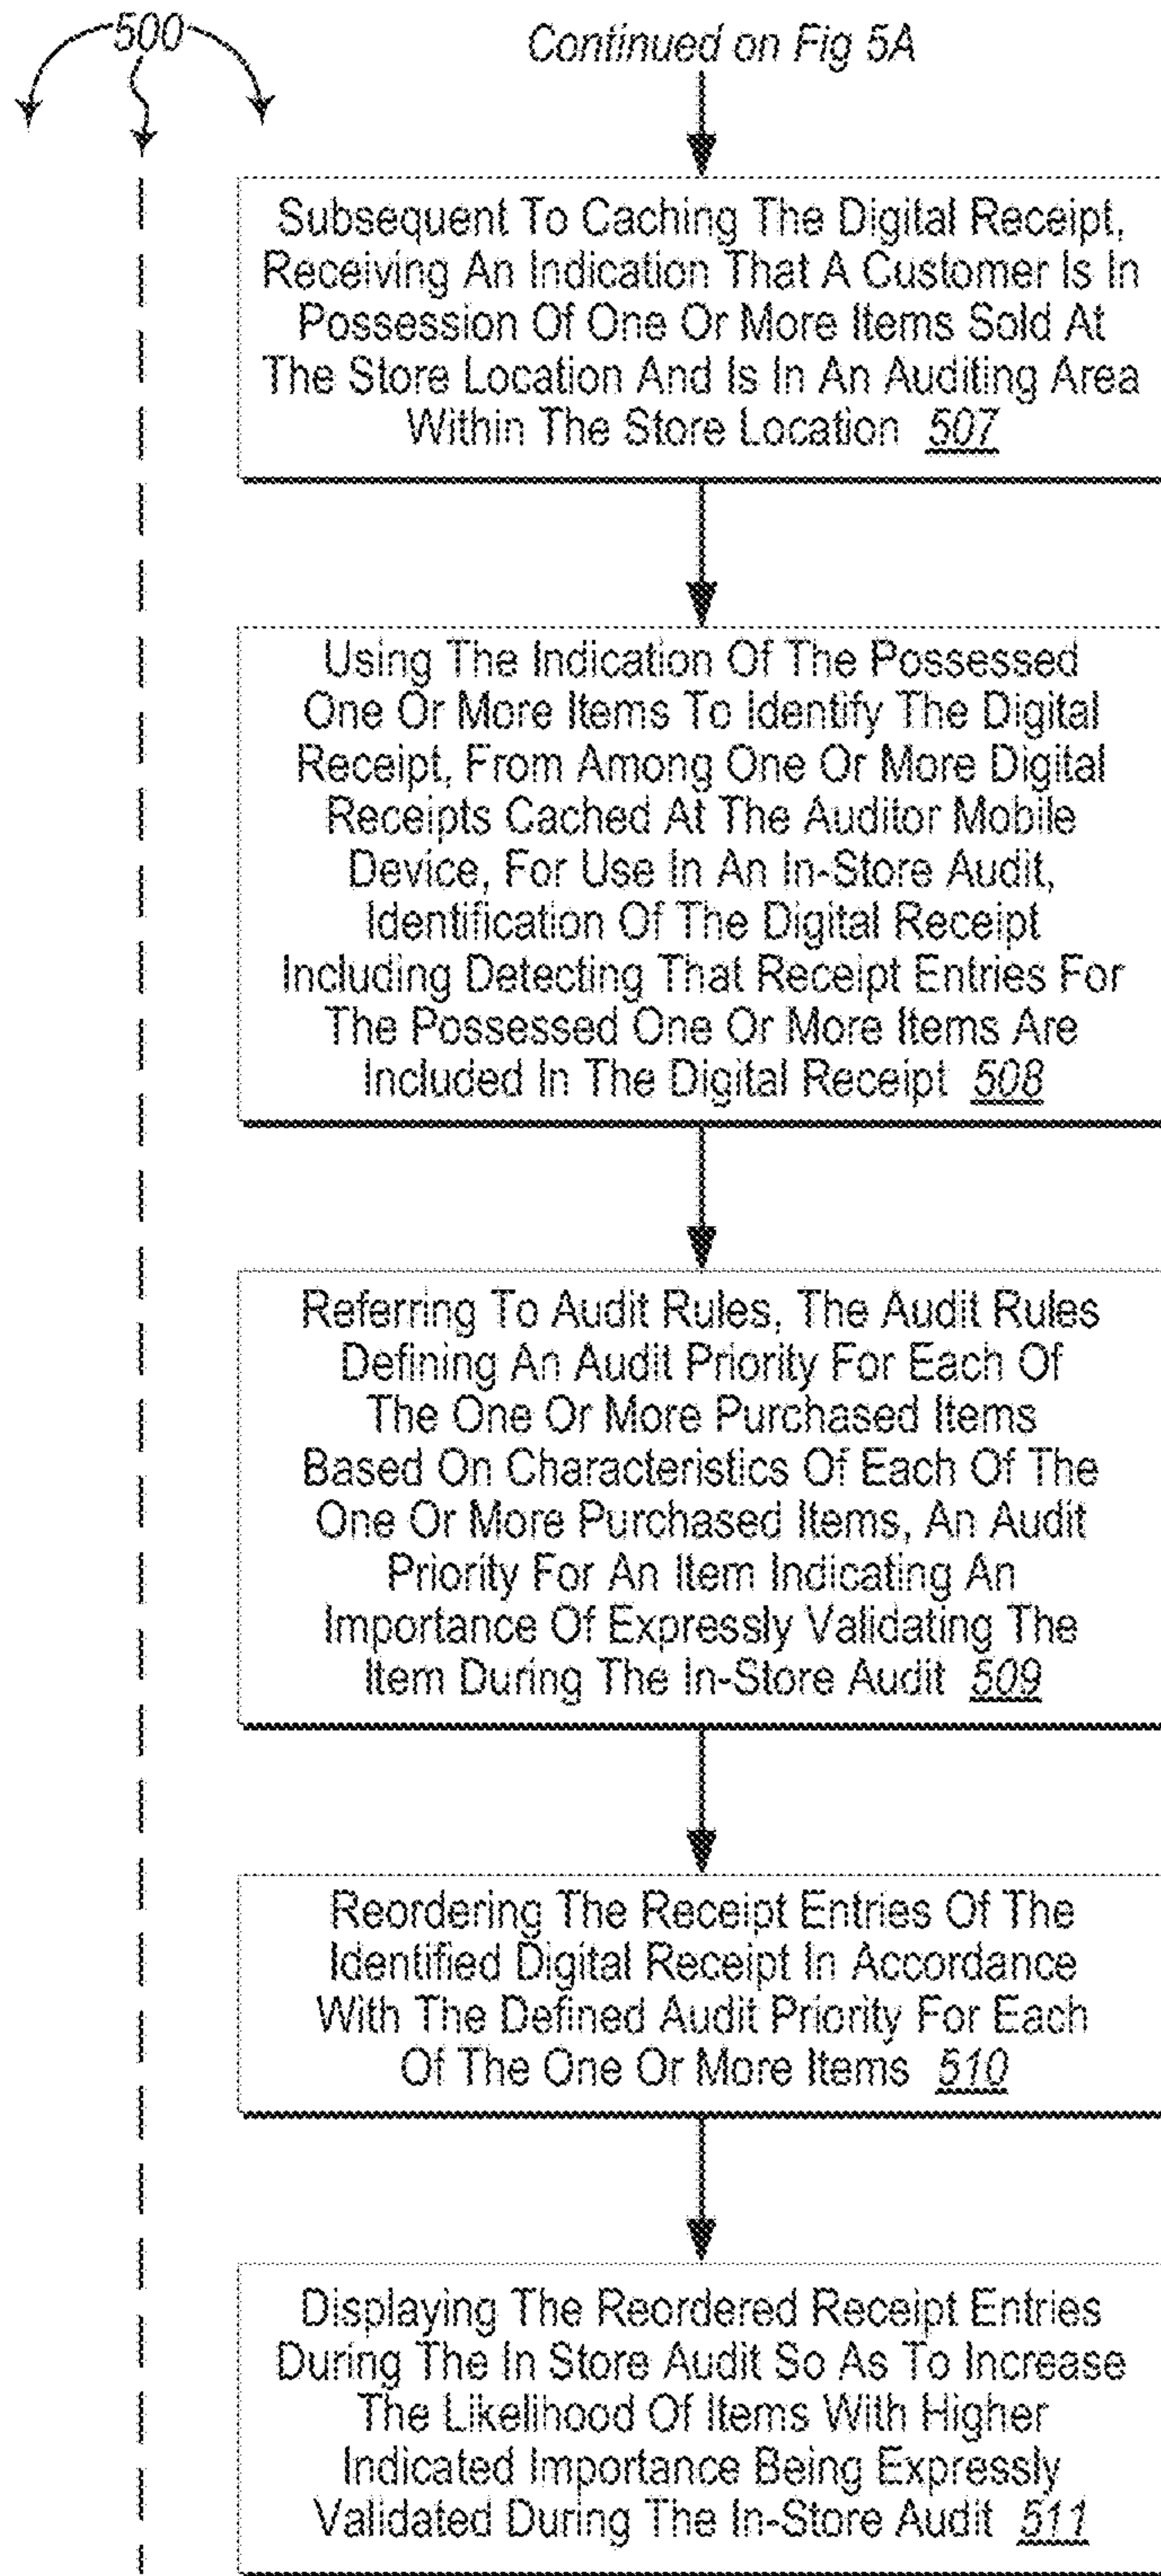 500
Continued on Fig 5A
Subsequent To Caching The Digital Receipt,
Receiving An Indication That A Customer Is In
Possession Of One Or More Items Sold At
The Store Location And Is In An Auditing Area
Within The Store Location 507
Using The Indication Of The Possessed
One Or More Items To Identify The Digital
Receipt, From Among One Or More Digital
Receipts Cached At The Auditor Mobile
Device, For Use In An In-Store Audit,
Identification Of The Digital Receipt
Including Detecting That Receipt Entries For
The Possessed One Or More Items Are
Included In The Digital Receipt 508
Referring To Audit Rules, The Audit Rules
Defining An Audit Priority For Each Of
The One Or More Purchased Items
Based On Characteristics Of Each Of The
One Or More Purchased Items, An Audit
Priority For An Item Indicating An
Importance Of Expressly Validating The
Item During The In-Store Audit 509
Reordering The Receipt Entries Of The
Identified Digital Receipt In Accordance
With The Defined Audit Priority For Each
Of The One Or More Items 510
Displaying The Reordered Receipt Entries
During The In Store Audit So As To Increase
The Likelihood Of Items With Higher
Indicated Importance Being Expressly
Validated During The In-Store Audit 511